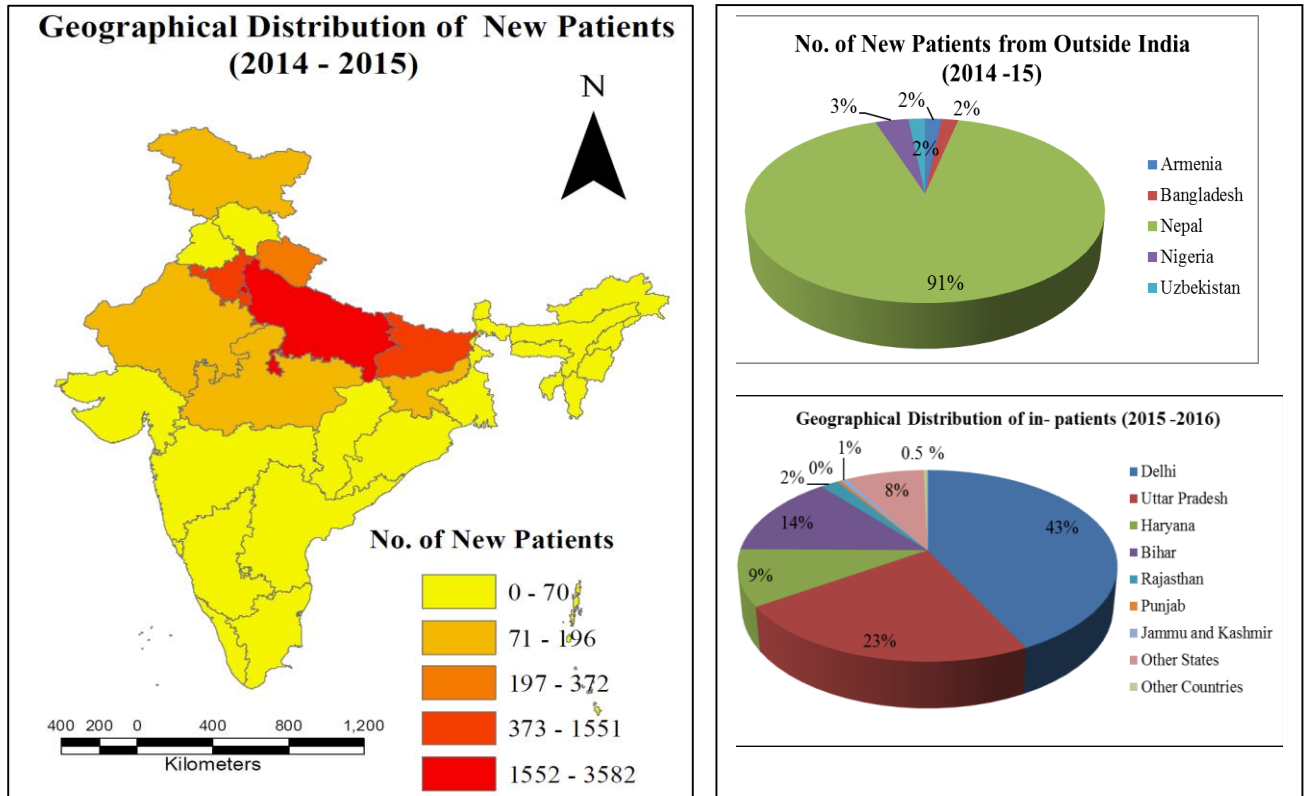 Geographical Distribution of New Patients
(2014 - 2015)
N
No. of New Patients
0 - 70
71 - 196
197 - 372
373 - 1551
1552 - 3582
400 200 0 400 800 1,200
Kilometers
No. of New Patients from Outside India
(2014 -15)
3%
2%
2%
2%
91%
Armenia
Bangladesh
Nepal
Nigeria
Uzbekistan
Geographical Distribution of in- patients (2015 -2016)
2%
0%
1%
0.5 %
8%
14%
43%
9%
23%
Delhi
Uttar Pradesh
Haryana
Bihar
Rajasthan
Punjab
Jammu and Kashmir
Other States
Other Countries